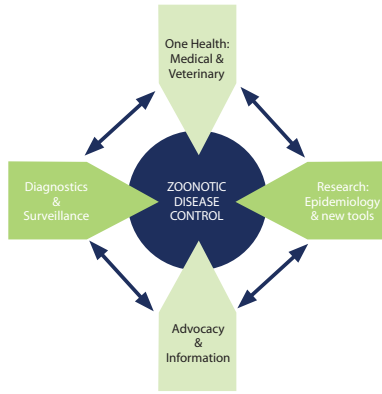 One Health:
Medical &
Veterinary
Diagnostics
&
Surveillance
ZOONOTIC
DISEASE
CONTROL
Research:
Epidemiology
& new tools
Advocacy
&
Information